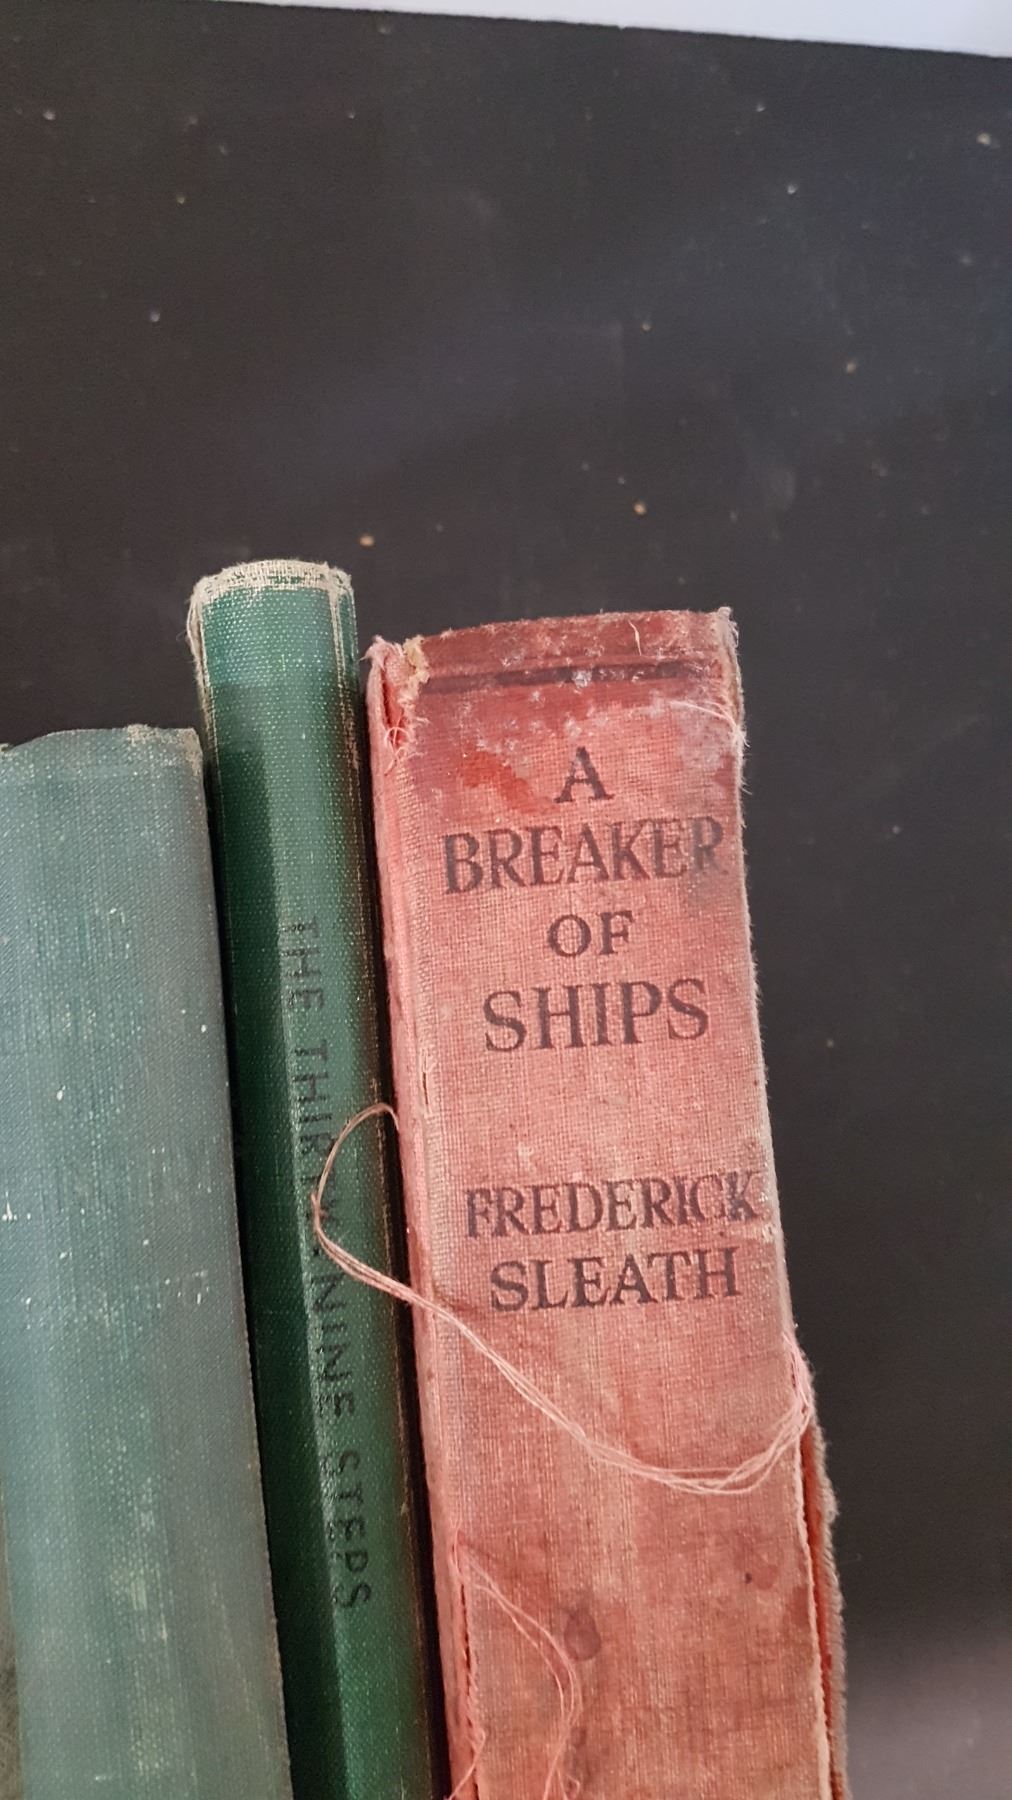 THE THIRTY-NINE STEPS
A
BREAKER
OF
SHIPS
FREDERICK
SLEATH